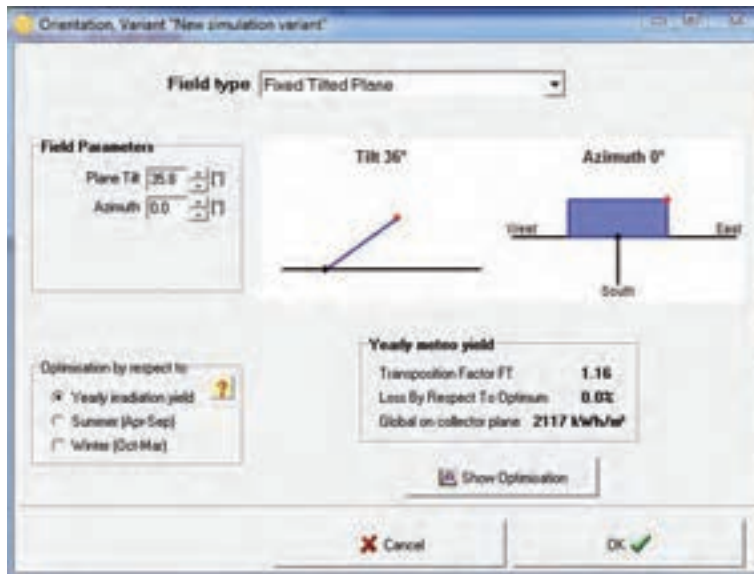 Orientation, Variant "New simulation variant"
Field type Fixed Tilted Plane
Field Parameters
Plane Tilt 35.8 [°]
Azimuth 0.0 [°]
Tilt 36°
Azimuth 0°
West
East
South
Optimisation by respect to
Yearly irradiation yield
?
Summer (Apr-Sep)
Winter (Oct-Mar)
Yearly meteo yield
Transposition Factor FT 1.16
Loss By Respect To Optimum 0.0%
Global on collector plane 2117 kWh/m²
Show Optimisation
Cancel
OK